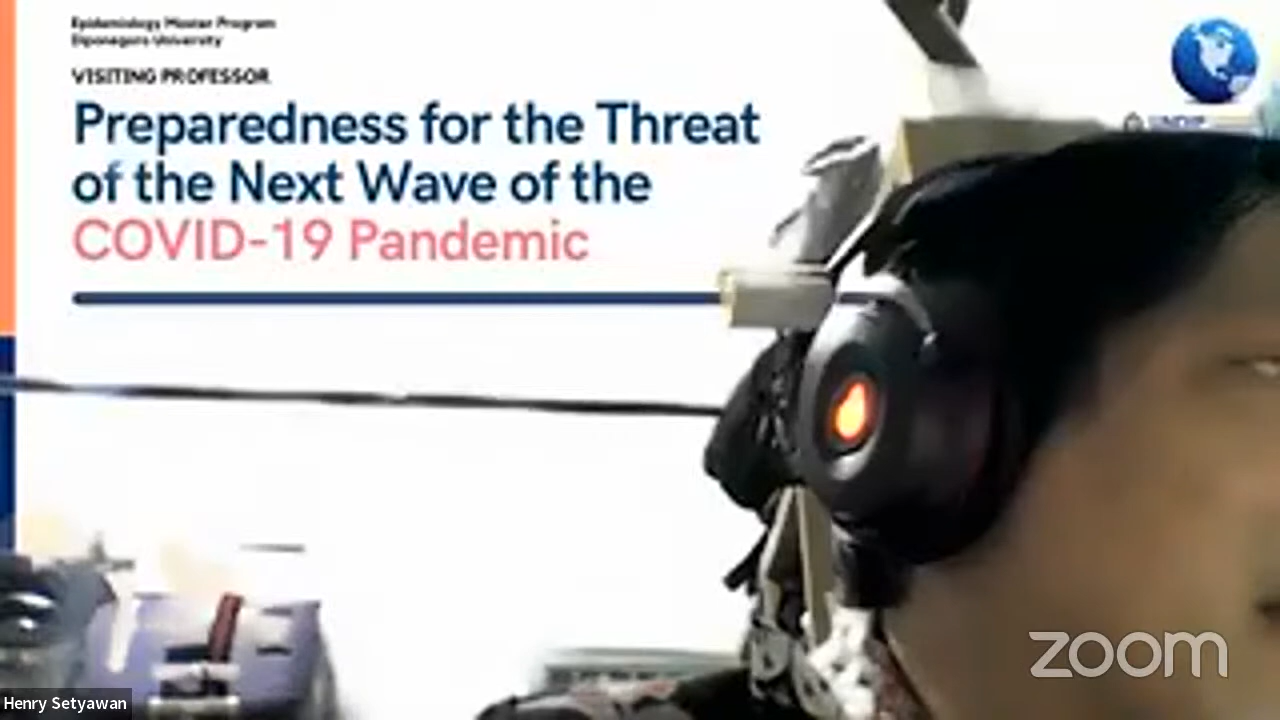 Epidemiology Master Program
Diponegoro University
VISITING PROFESSOR
Preparedness for the Threat
of the Next Wave of the
COVID-19 Pandemic
UNDIP
zoom
Henry Setyawan